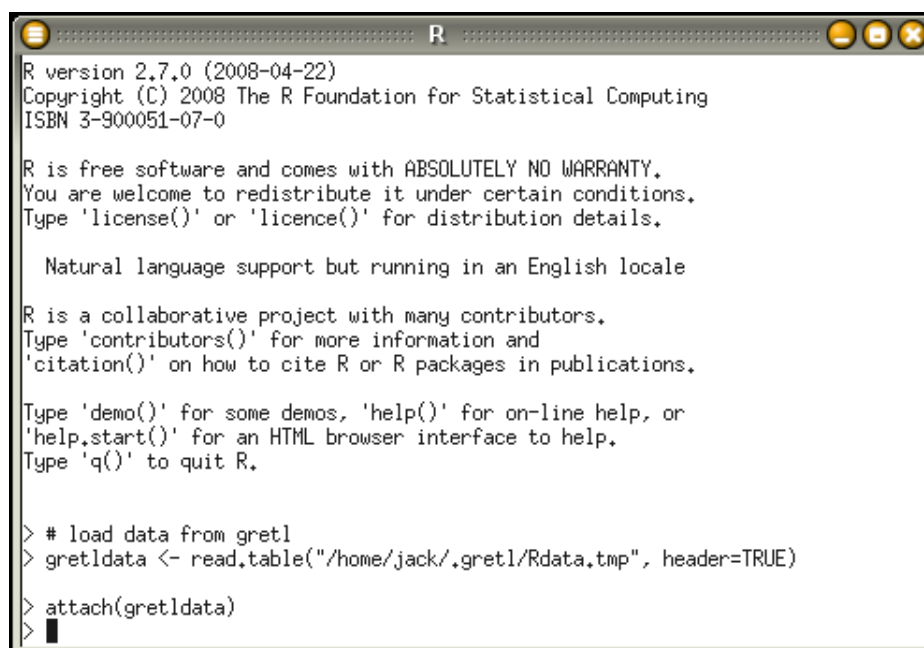 R
R version 2.7.0 (2008-04-22)
Copyright (C) 2008 The R Foundation for Statistical Computing
ISBN 3-900051-07-0
R is free software and comes with ABSOLUTELY NO WARRANTY.
You are welcome to redistribute it under certain conditions.
Type 'license()' or 'licence()' for distribution details.
Natural language support but running in an English locale
R is a collaborative project with many contributors.
Type 'contributors()' for more information and
'citation()' on how to cite R or R packages in publications.
Type 'demo()' for some demos, 'help()' for on-line help, or
'help.start()' for an HTML browser interface to help.
Type 'q()' to quit R.
> # load data from gretl
> gretldata <- read.table("/home/jack/.gretl/Rdata.tmp", header=TRUE)
> attach(gretldata)
>